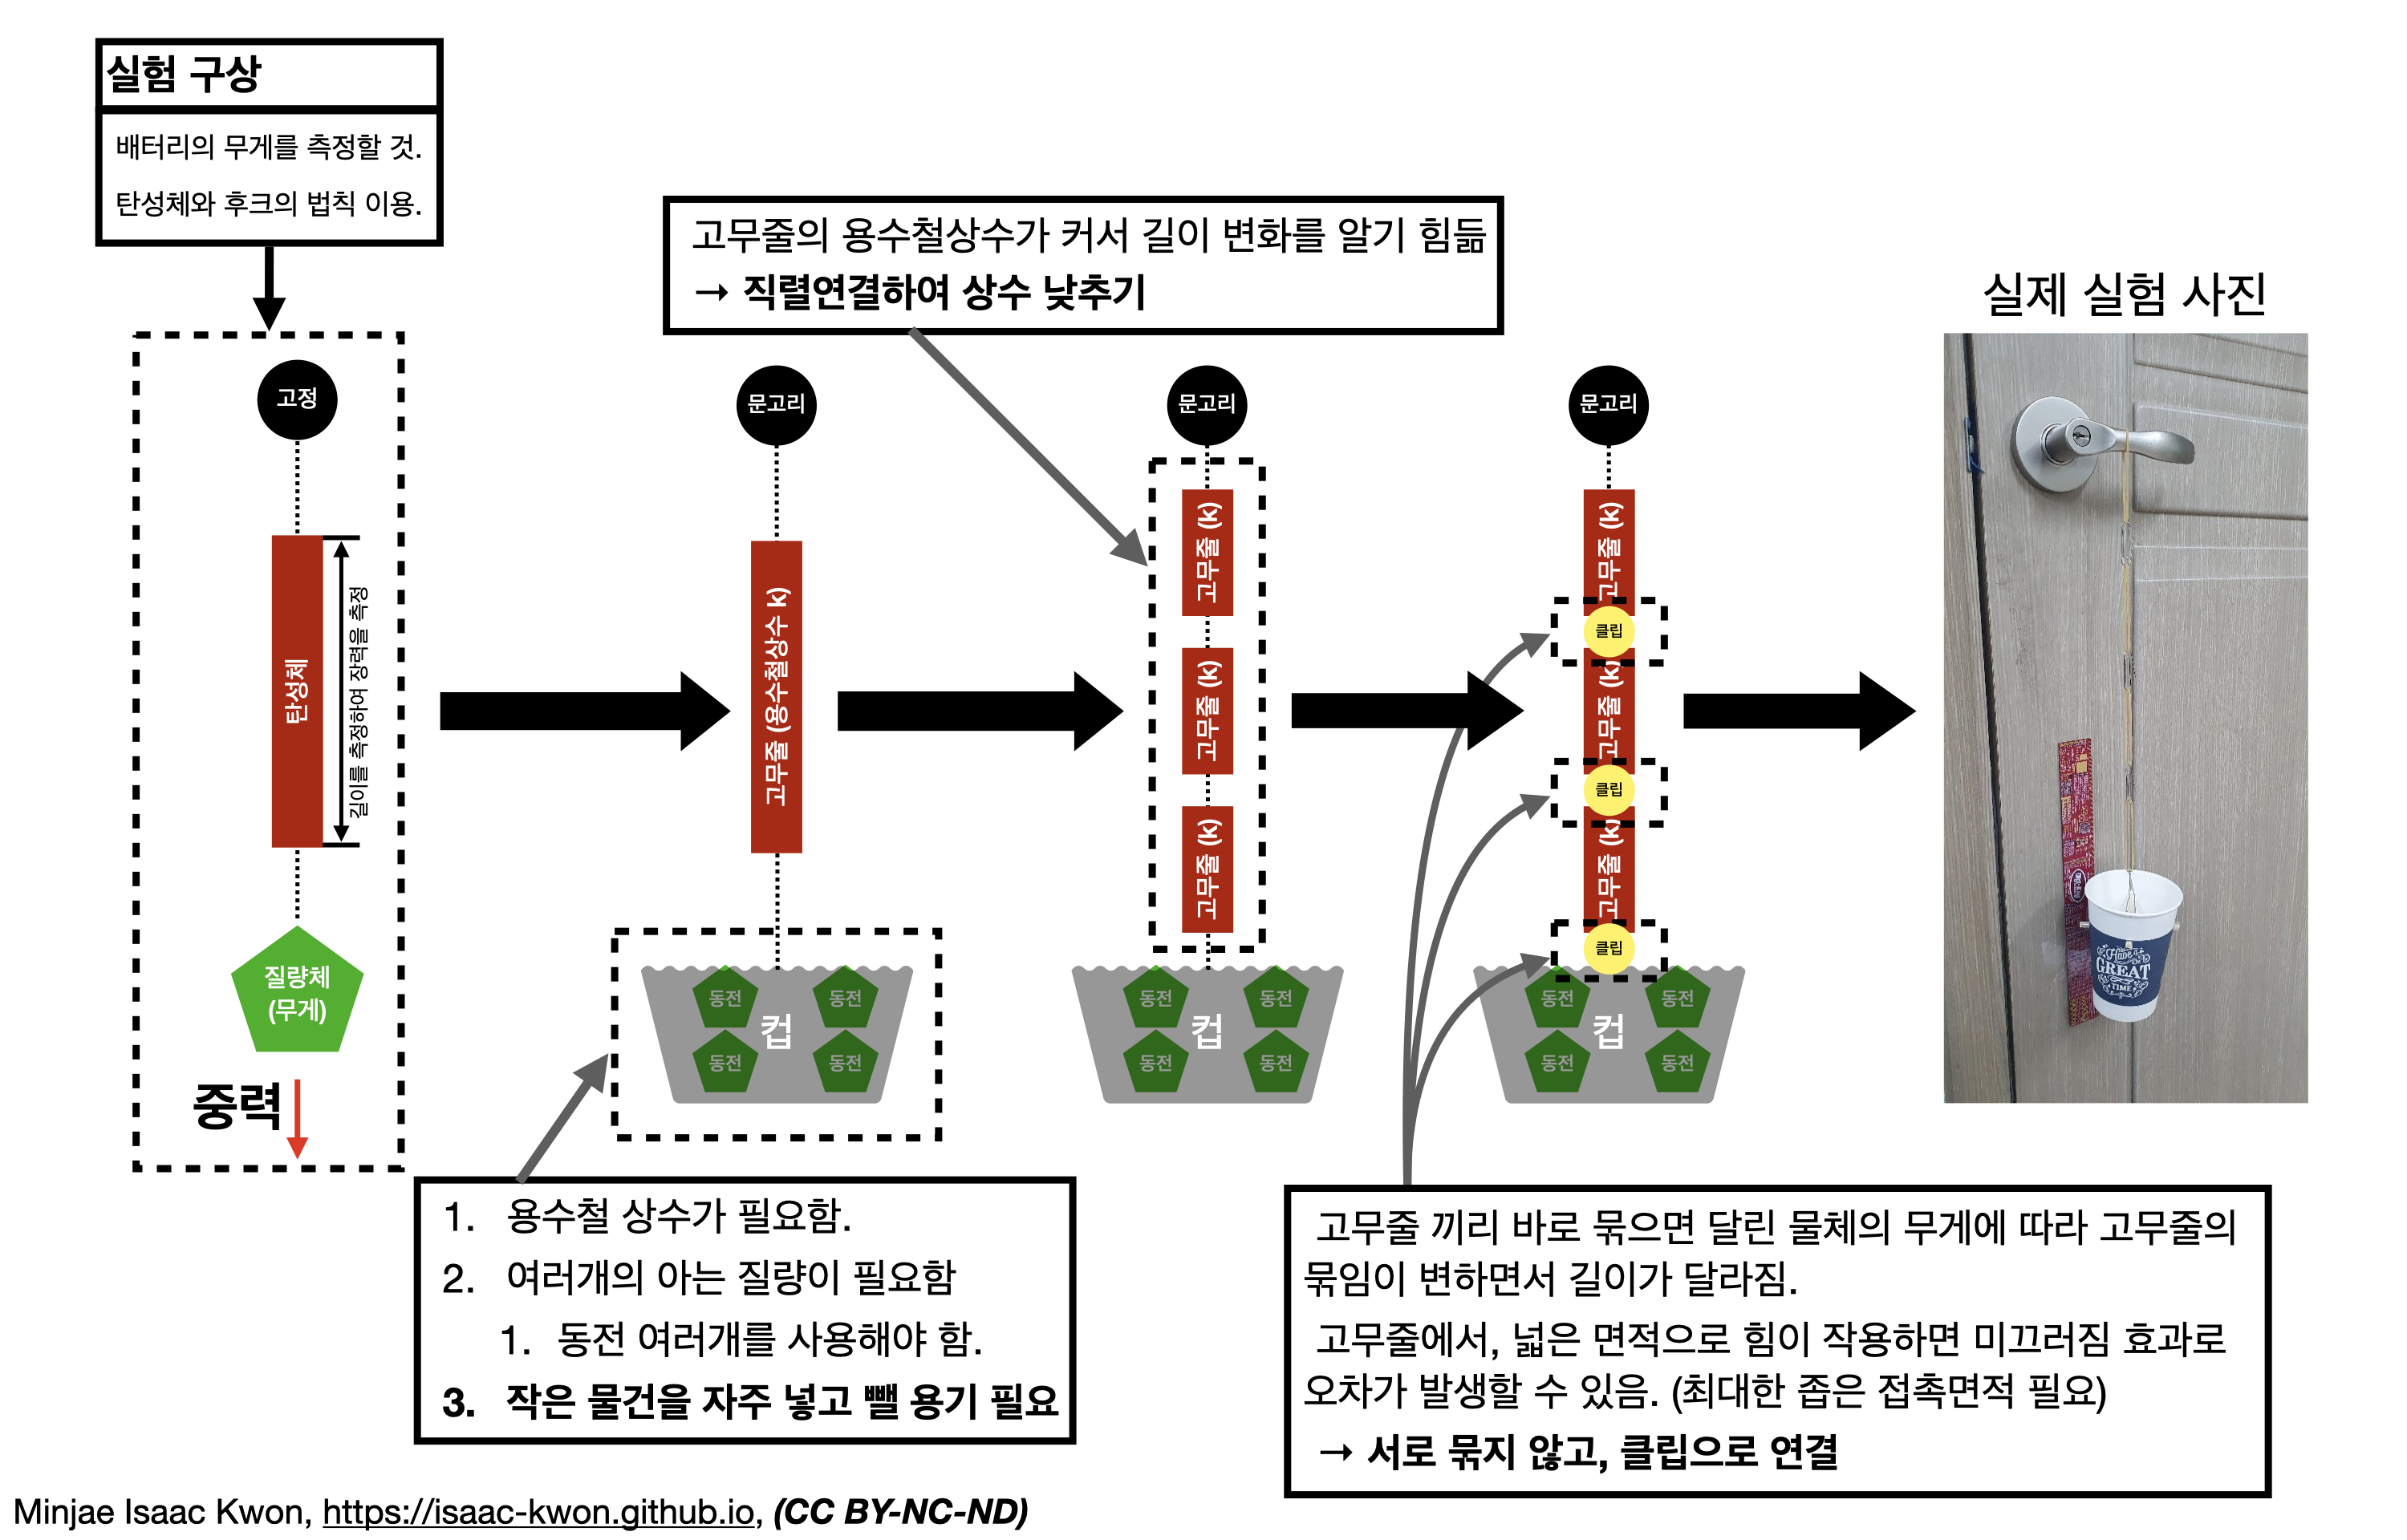 실험 구상
배터리의 무게를 측정할 것.
탄성체와 후크의 법칙 이용.
고무줄의 용수철상수가 커서 길이 변화를 알기 힘듦
→ 직렬연결하여 상수 낮추기
실제 실험 사진
고정
탄성체
길이를 측정하여 장력을 측정
질량체
(무게)
중력
문고리
고무줄 (용수철상수 k)
동전
동전
컵
동전
동전
문고리
고무줄 (k)
고무줄 (k)
고무줄 (k)
동전
동전
컵
동전
동전
문고리
고무줄 (k)
클립
고무줄 (k)
클립
고무줄 (k)
클립
동전
동전
컵
동전
동전
Have a
GREAT
TIME
1. 용수철 상수가 필요함.
2. 여러개의 아는 질량이 필요함
1. 동전 여러개를 사용해야 함.
3. 작은 물건을 자주 넣고 뺄 용기 필요
고무줄 끼리 바로 묶으면 달린 물체의 무게에 따라 고무줄의
묶임이 변하면서 길이가 달라짐.
고무줄에서, 넓은 면적으로 힘이 작용하면 미끄러짐 효과로
오차가 발생할 수 있음. (최대한 좁은 접촉면적 필요)
→ 서로 묶지 않고, 클립으로 연결
Minjae Isaac Kwon, https://isaac-kwon.github.io, (CC BY-NC-ND)